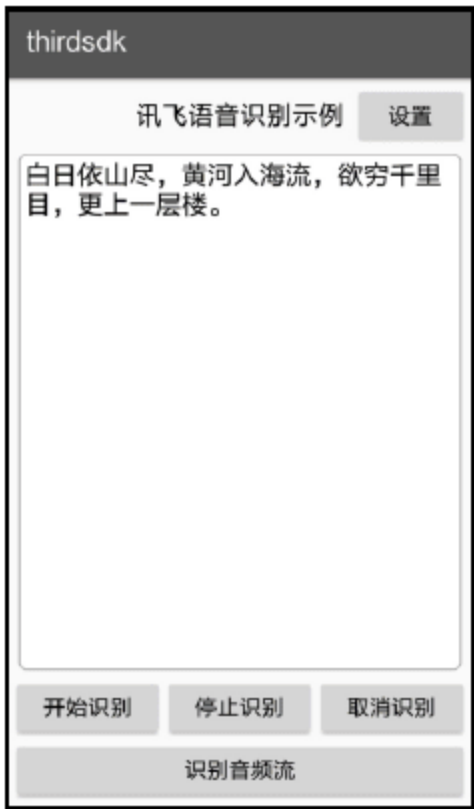 thirdsdk
讯飞语音识别示例 设置
白日依山尽，黄河入海流，欲穷千里
目，更上一层楼。
开始识别 停止识别 取消识别
识别音频流